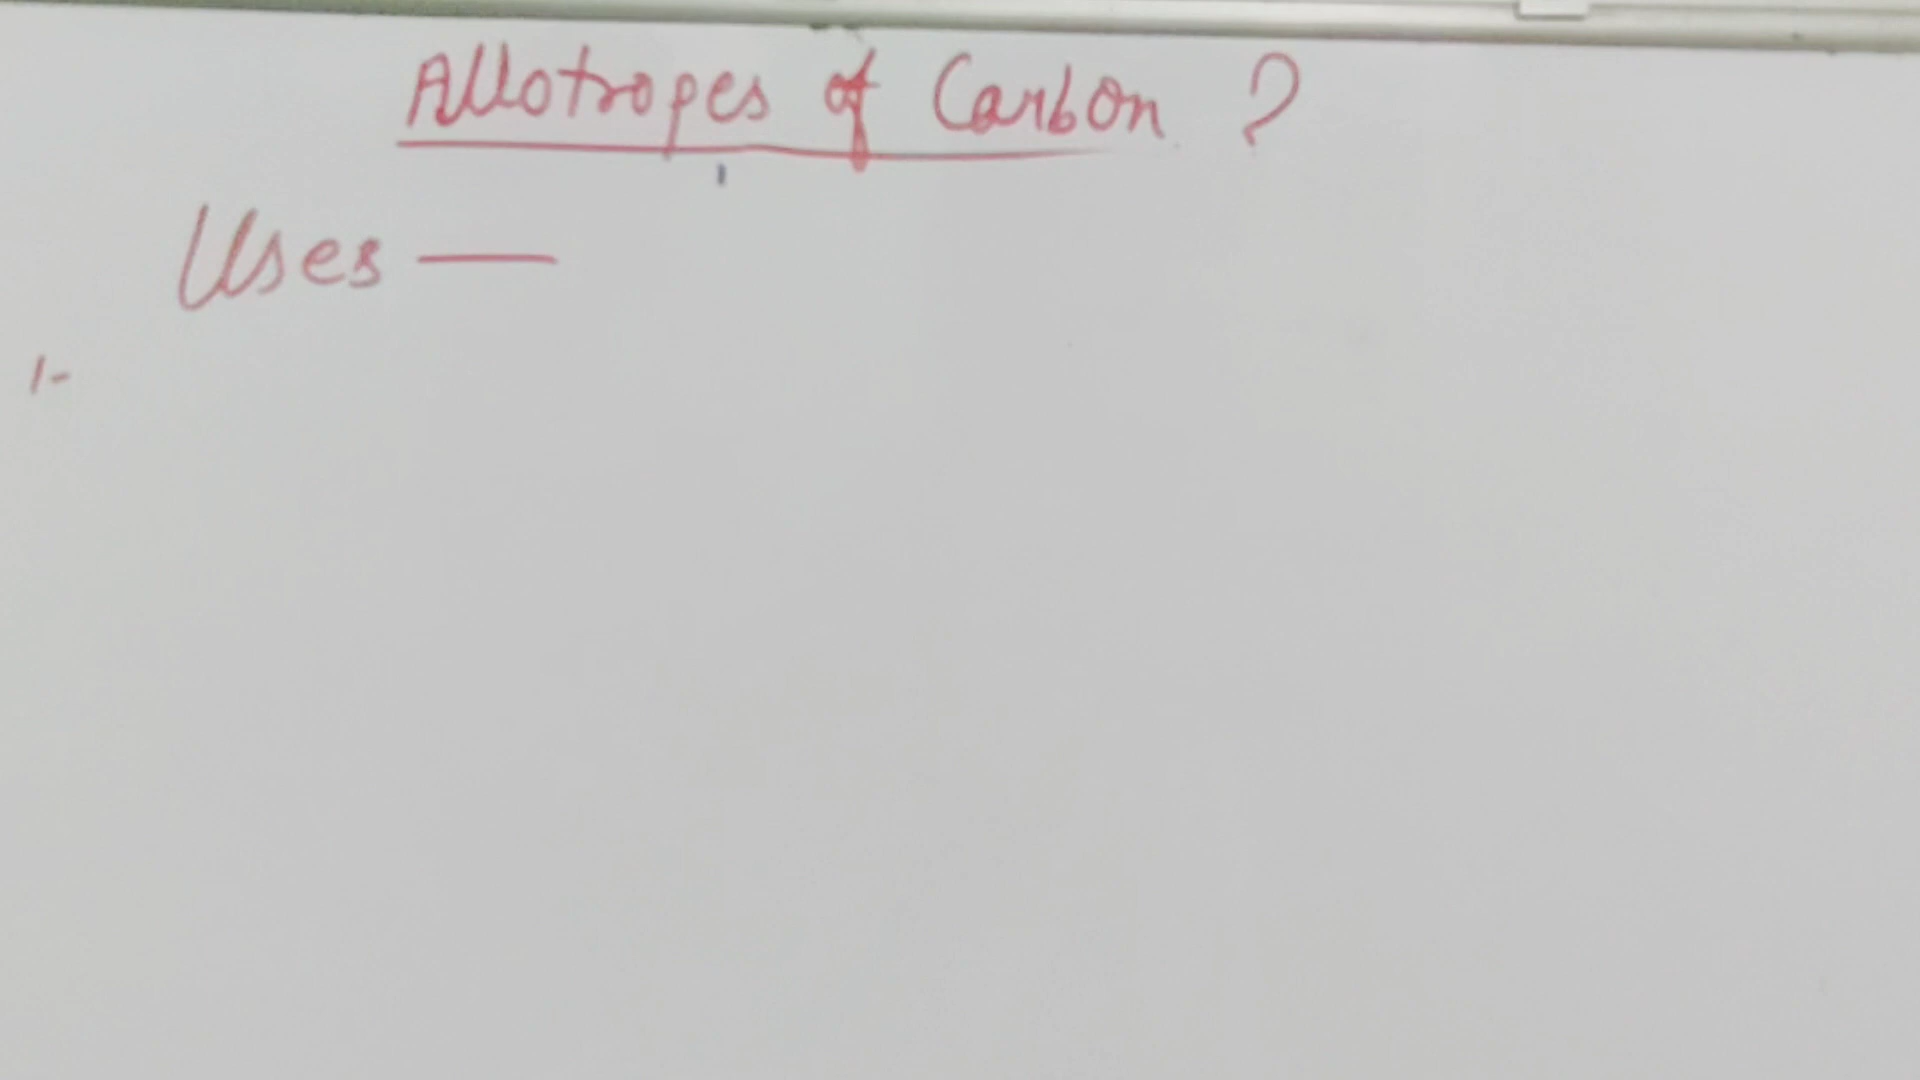 Allotropes of Carbon ?
Uses —
1-